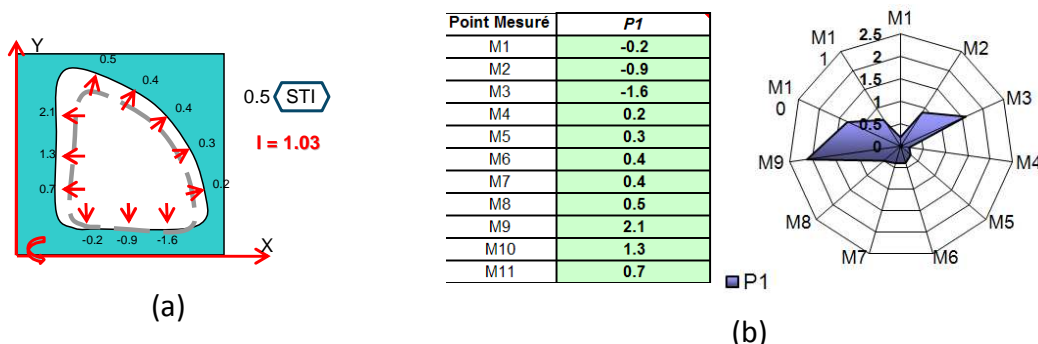 Y
0.5
0.4
0.4
0.3
0.2
2.1
1.3
0.7
-0.2 -0.9 -1.6
X
0.5 STI
I = 1.03
(a)
Point Mesuré P1
M1 -0.2
M2 -0.9
M3 -1.6
M4 0.2
M5 0.3
M6 0.4
M7 0.4
M8 0.5
M9 2.1
M10 1.3
M11 0.7
M1
M2
M3
M4
M5
M6
M7
M8
M9
M1
0
M1
1
2.5
2
1.5
1
0.5
0
P1
(b)